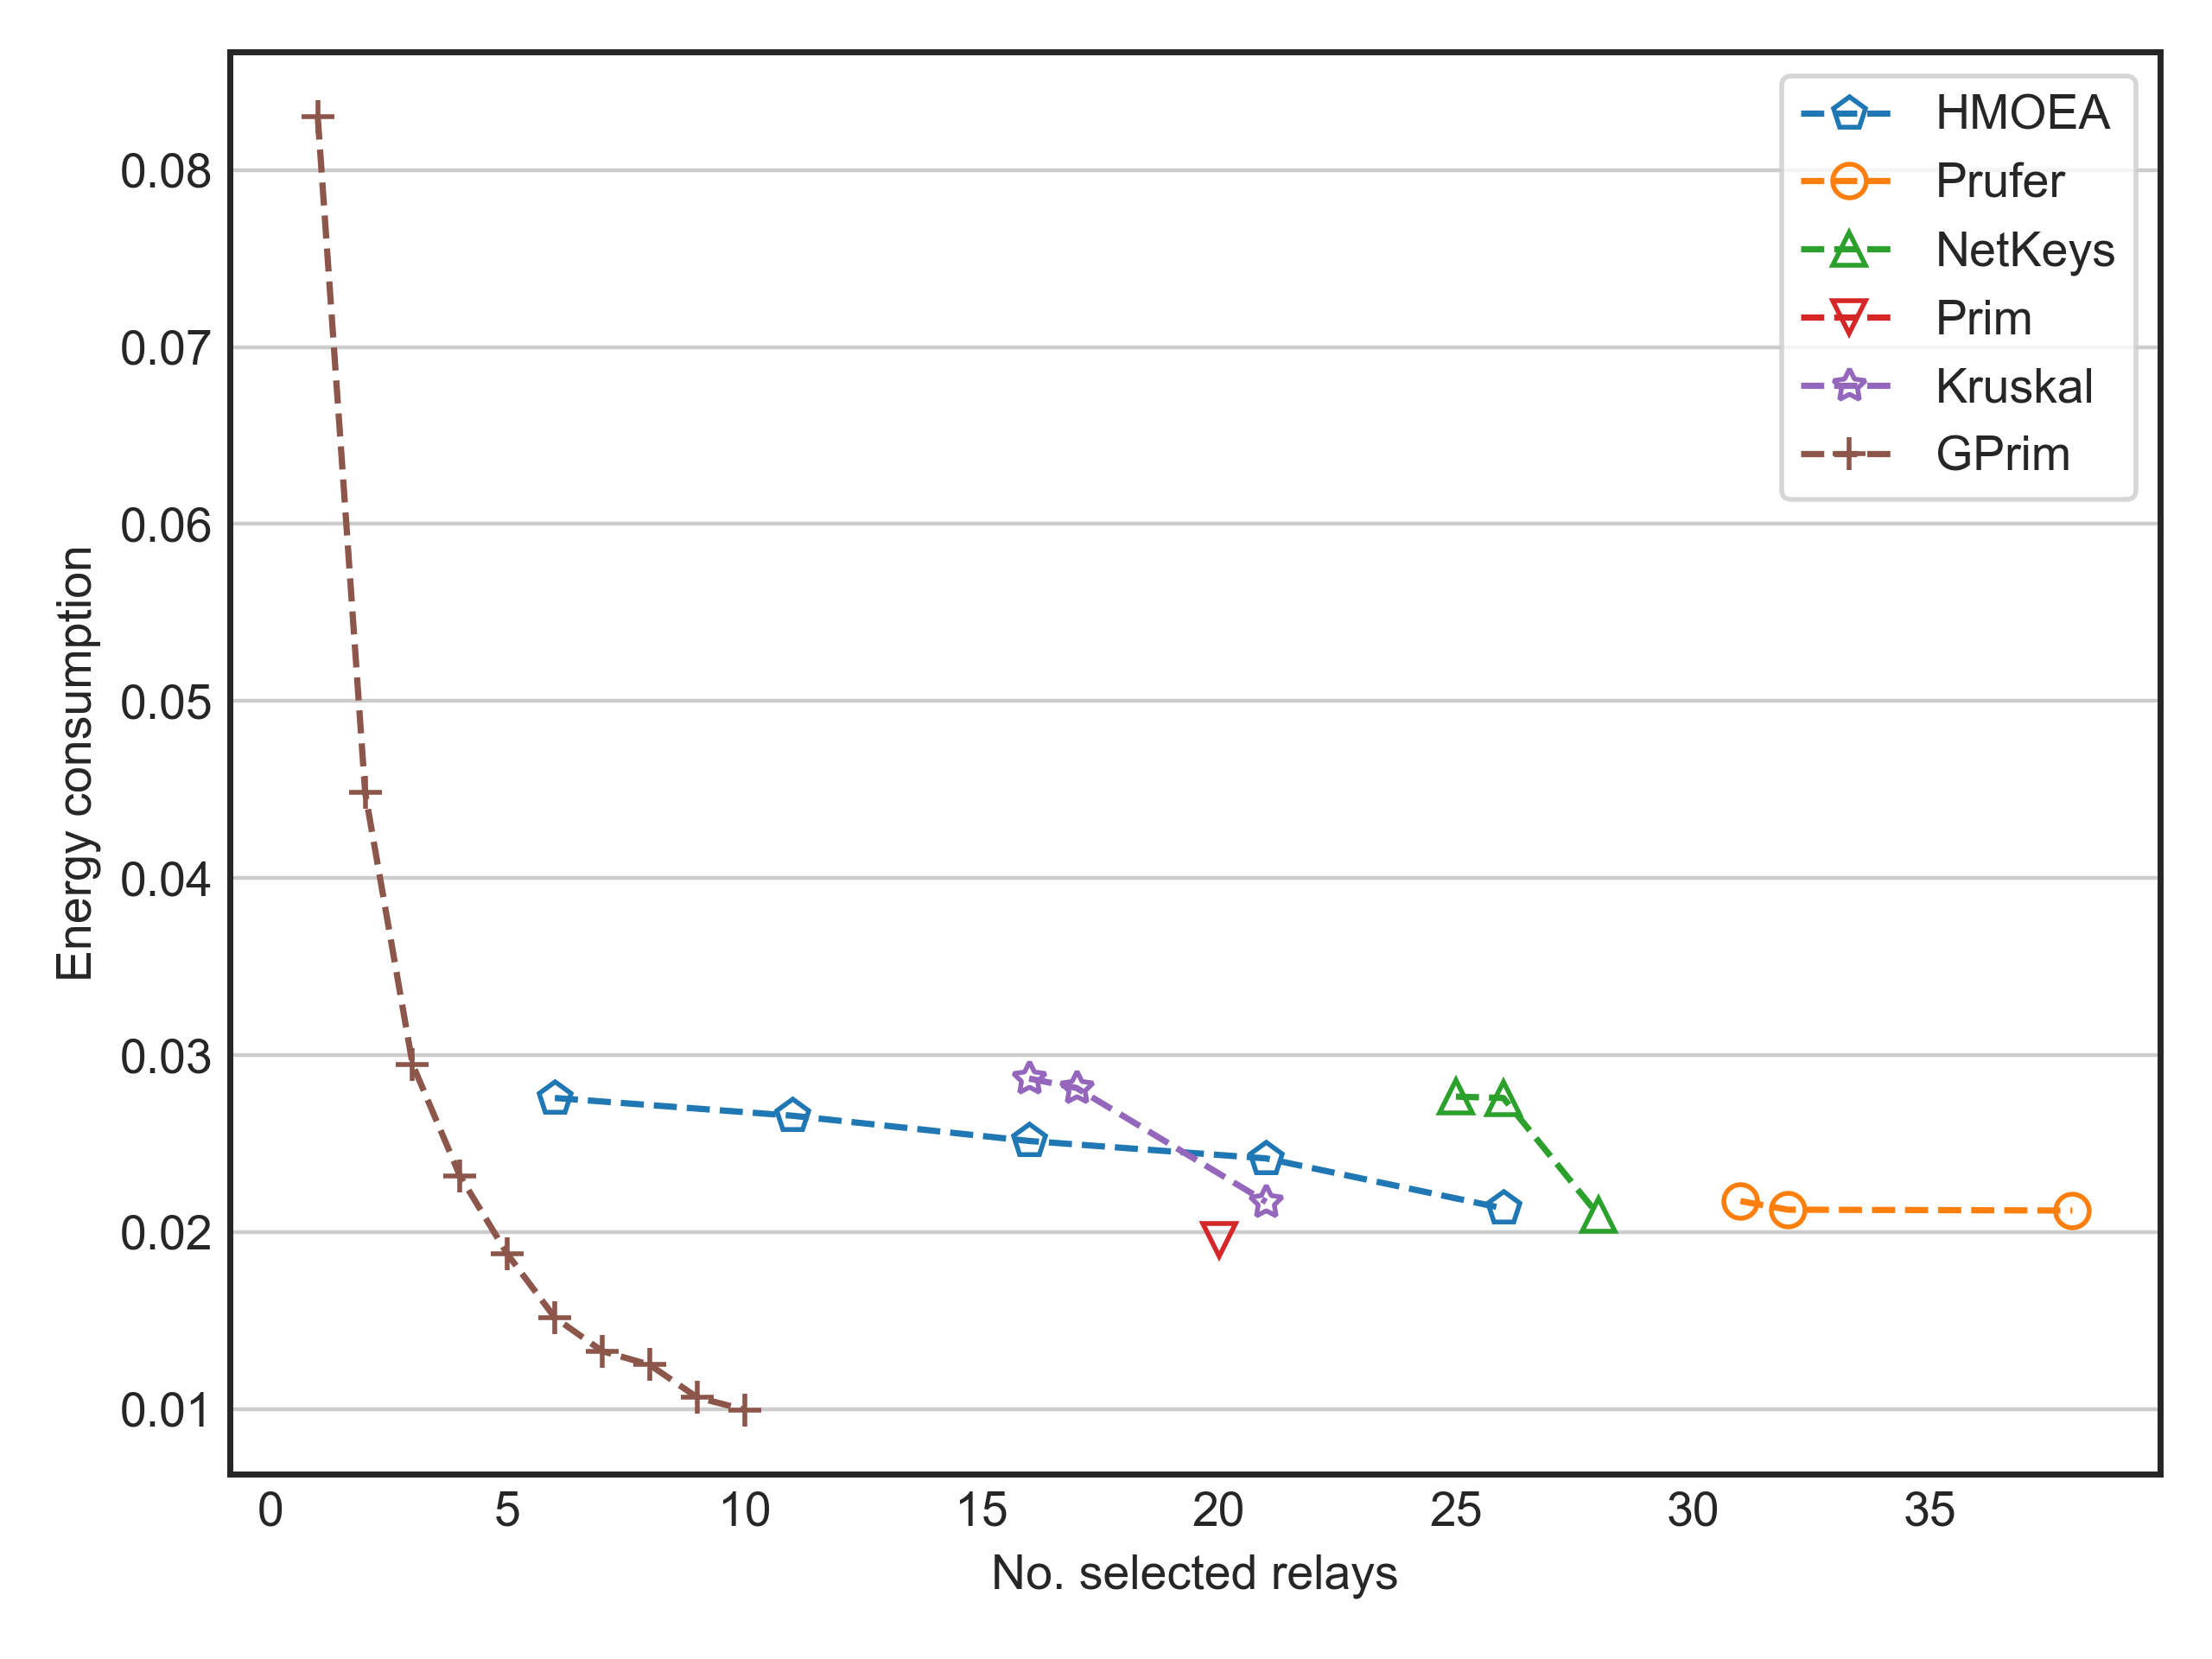 HMOEA
Prufer
NetKeys
Prim
Kruskal
GPrim
Energy consumption
0.08
0.07
0.06
0.05
0.04
0.03
0.02
0.01
0 5 10 15 20 25 30 35
No. selected relays